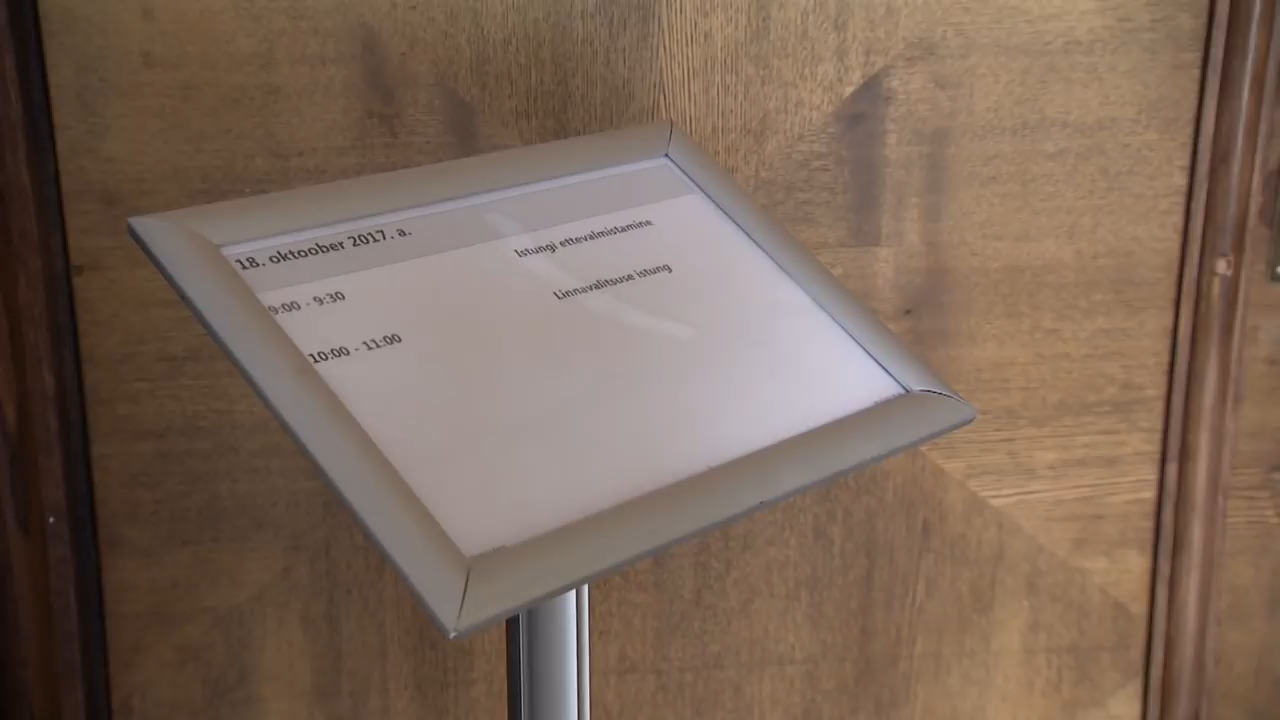 18. oktoober 2017. a.
9:00 - 9:30 Istungi ettevalmistamine
10:00 - 11:00 Linnavalitsuse istung